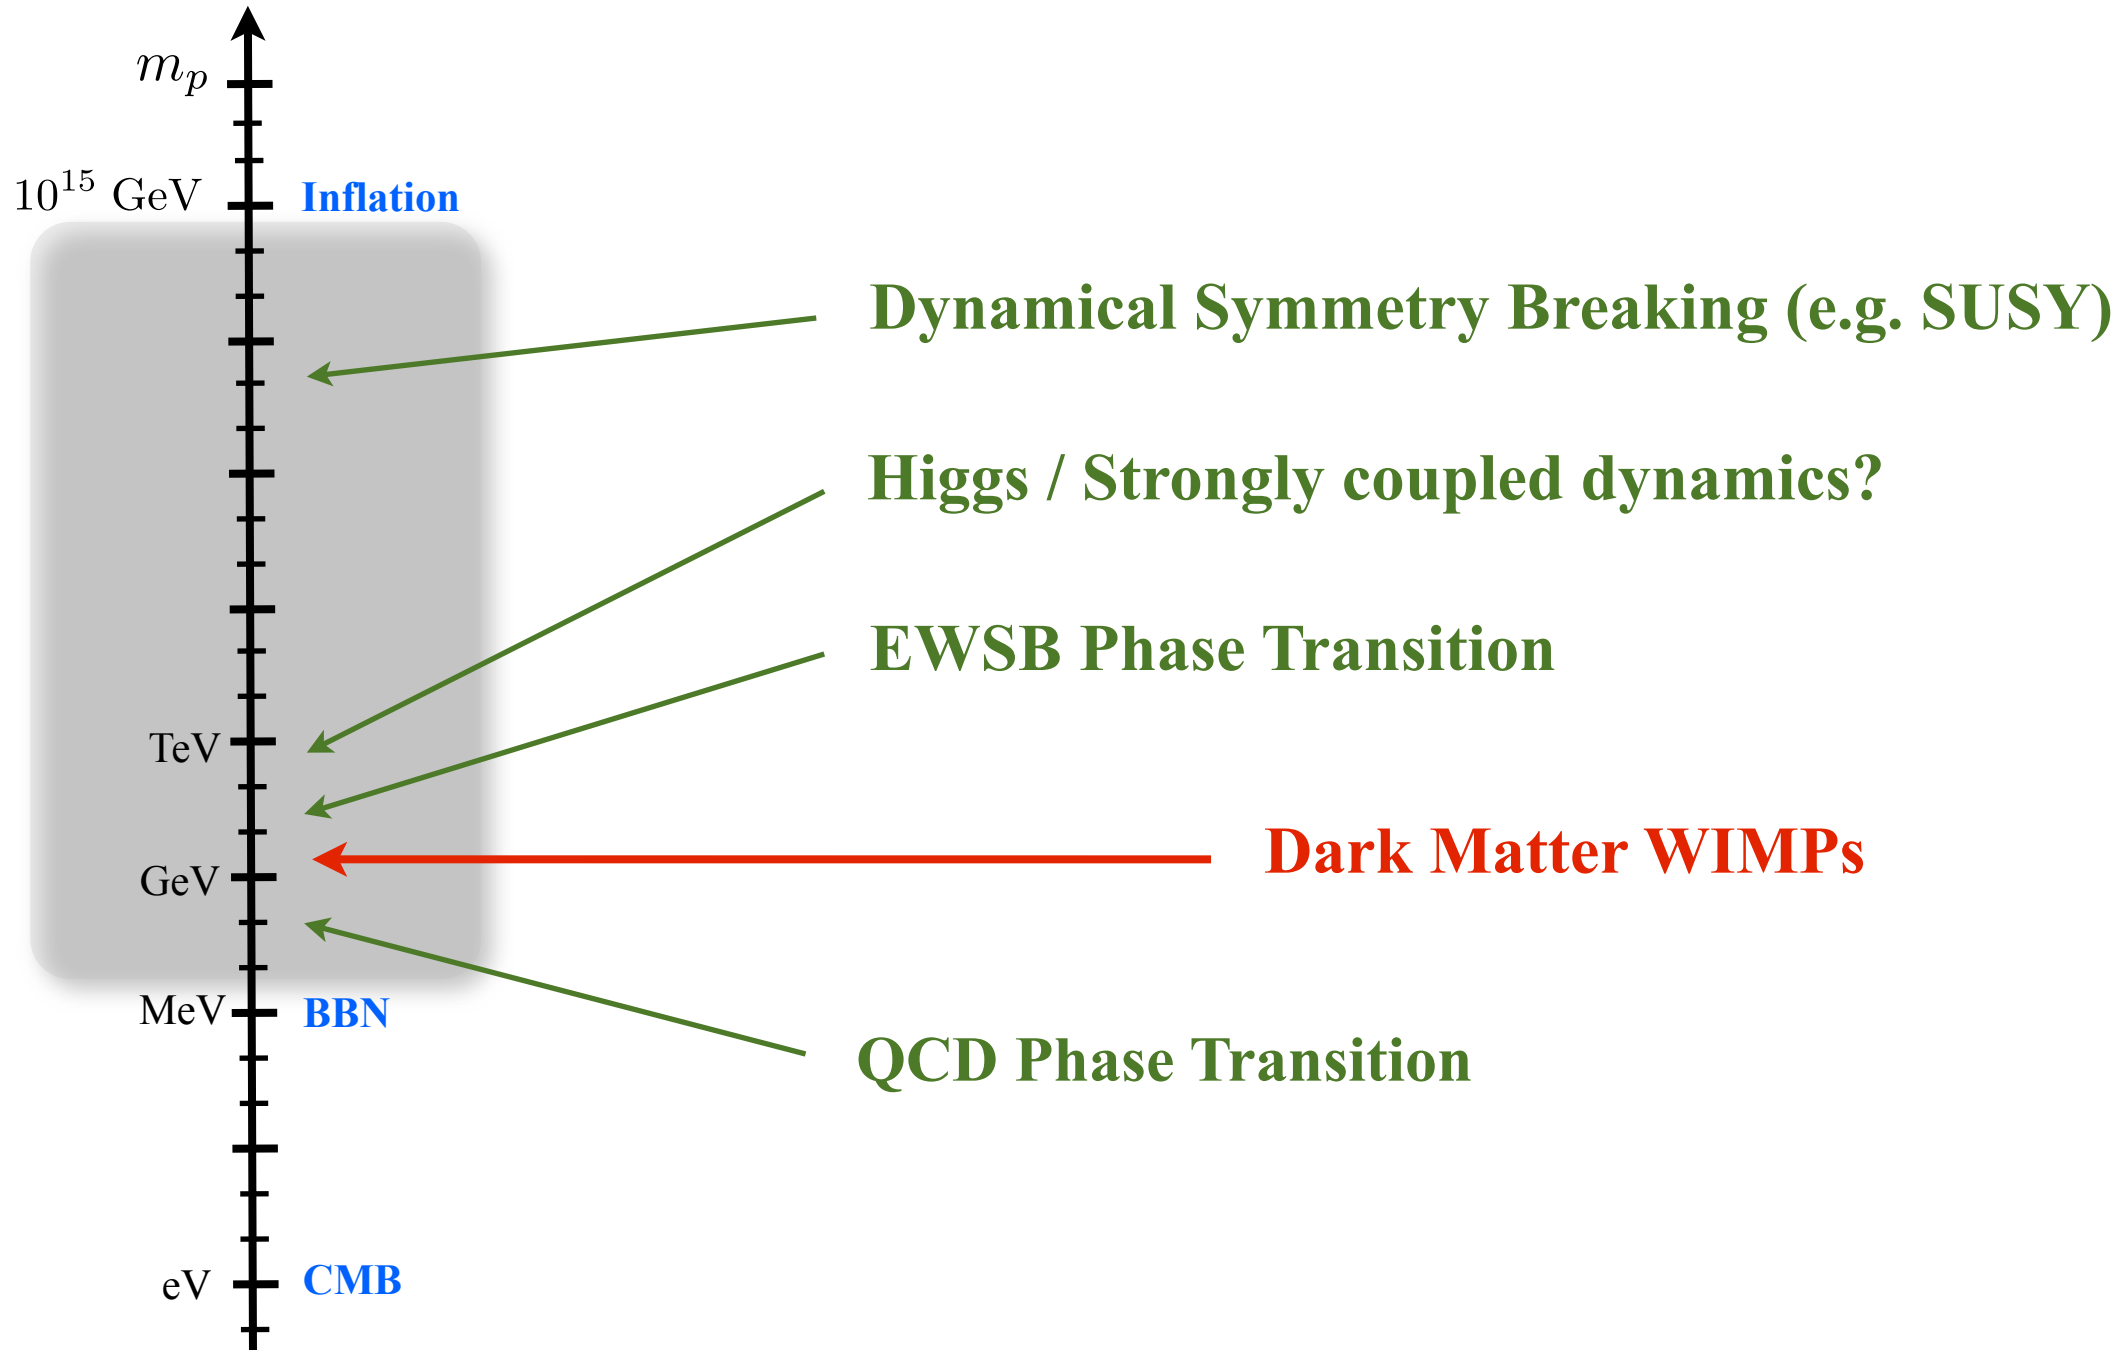 m_p
10^15 GeV
Inflation
Dynamical Symmetry Breaking (e.g. SUSY)
Higgs / Strongly coupled dynamics?
EWSB Phase Transition
TeV
Dark Matter WIMPs
GeV
MeV
BBN
QCD Phase Transition
eV
CMB